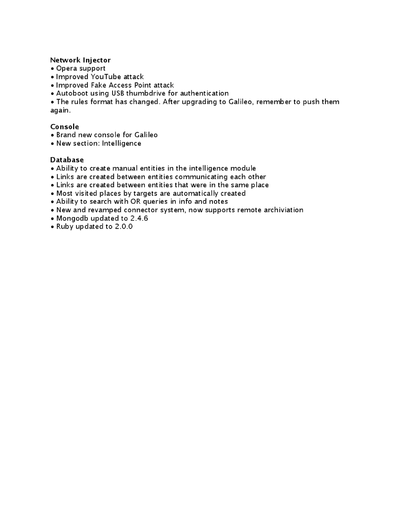 Network Injector
• Opera support
• Improved YouTube attack
• Improved Fake Access Point attack
• Autoboot using USB thumbdrive for authentication
• The rules format has changed. After upgrading to Galileo, remember to push them
again.
Console
• Brand new console for Galileo
• New section: Intelligence
Database
• Ability to create manual entities in the intelligence module
• Links are created between entities communicating each other
• Links are created between entities that were in the same place
• Most visited places by targets are automatically created
• Ability to search with OR queries in info and notes
• New and revamped connector system, now supports remote archiviation
• Mongodb updated to 2.4.6
• Ruby updated to 2.0.0